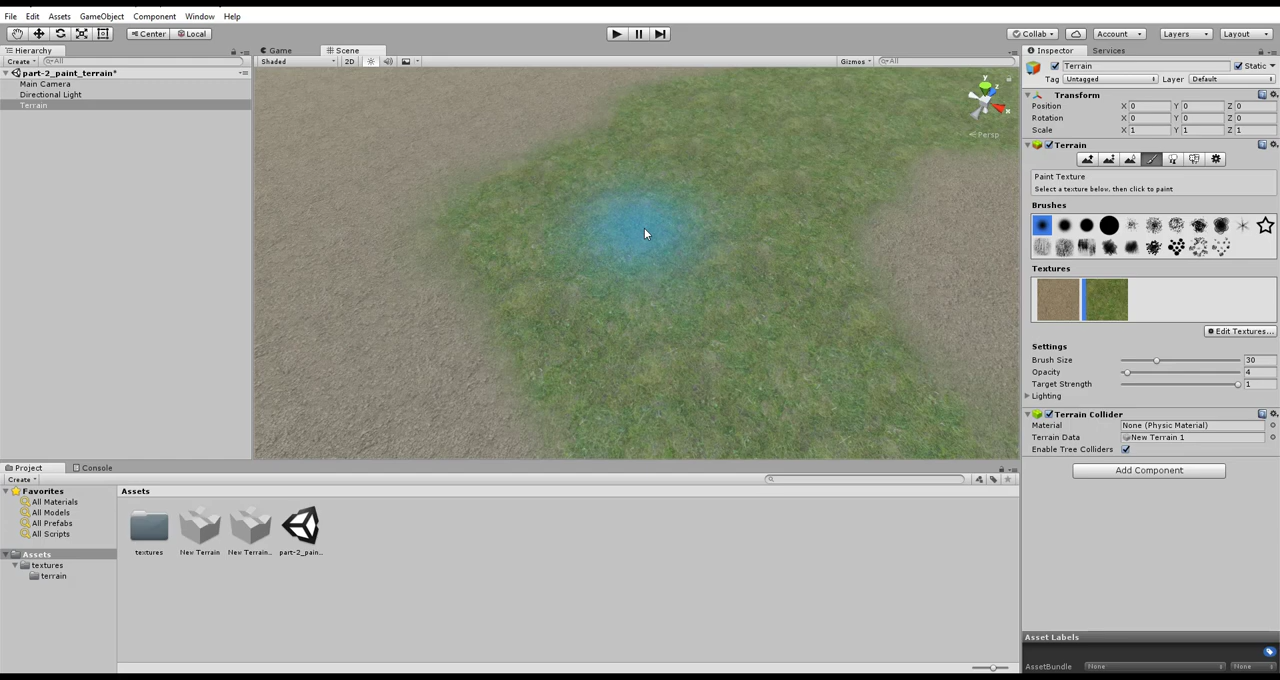 File Edit Assets GameObject Component Window Help
Center Local Collab Account Layers Layout
Hierarchy
Create All
part-2_paint_terrain*
Main Camera
Directional Light
Terrain
Game Scene
Shaded 2D Gizmos All
y
z
x
Persp
Inspector Services
Terrain Static
Tag Untagged Layer Default
Transform
Position X 0 Y 0 Z 0
Rotation X 0 Y 0 Z 0
Scale X 1 Y 1 Z 1
Terrain
Paint Texture
Select a texture below, then click to paint
Brushes
Textures
Edit Textures...
Settings
Brush Size 30
Opacity 4
Target Strength 1
Lighting
Terrain Collider
Material None (Physic Material)
Terrain Data New Terrain 1
Enable Tree Colliders
Add Component
Project Console
Create
Favorites
All Materials
All Models
All Prefabs
All Scripts
Assets
textures
terrain
Assets
textures New Terrain New Terrain.. part-2_pain...
Asset Labels
AssetBundle None None